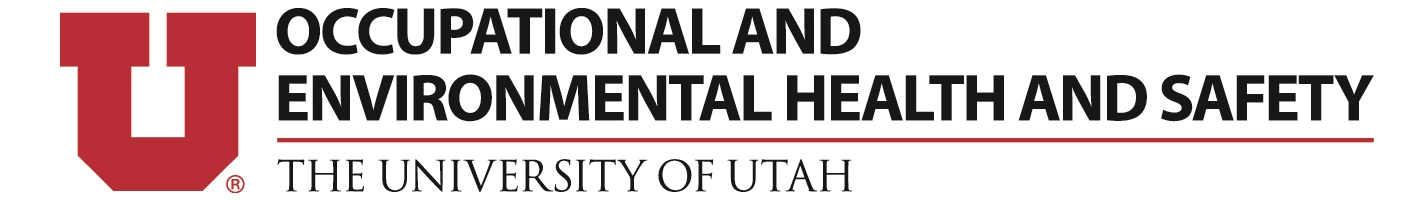 U®
OCCUPATIONAL AND
ENVIRONMENTAL HEALTH AND SAFETY
THE UNIVERSITY OF UTAH